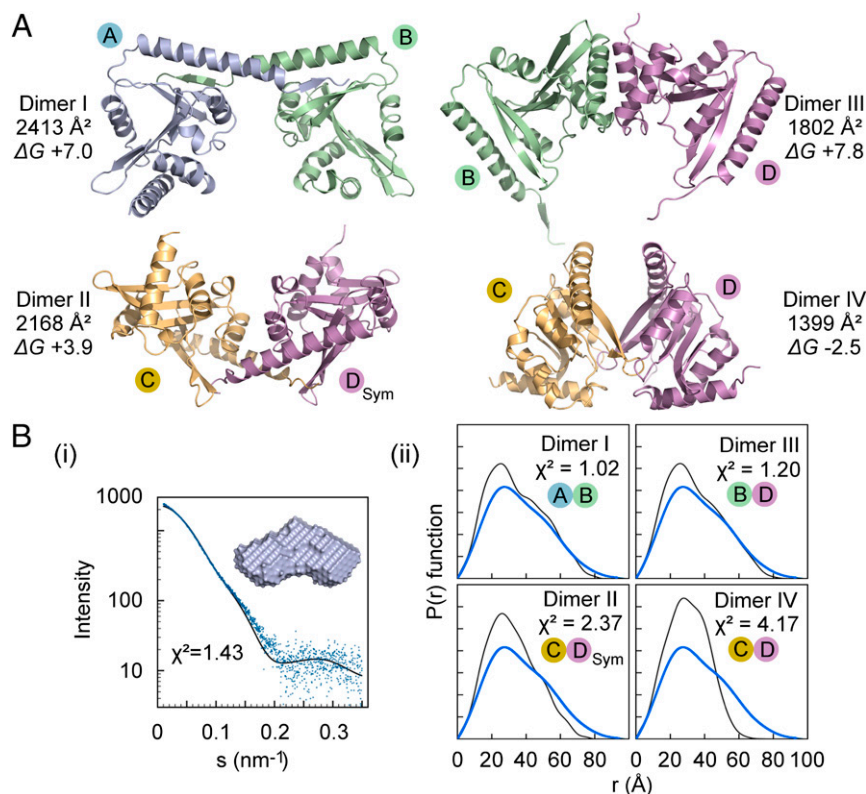 A
A
B
Dimer I
2413 Å²
ΔG +7.0
Dimer III
1802 Å²
ΔG +7.8
B
D
Dimer II
2168 Å²
ΔG +3.9
C
D Sym
C
D
Dimer IV
1399 Å²
ΔG -2.5
B
(i)
1000
100
10
Intensity
χ²=1.43
0
0.1
0.2
0.3
s (nm⁻¹)
(ii)
P(r) function
Dimer I
χ² = 1.02
A B
Dimer III
χ² = 1.20
B D
Dimer II
χ² = 2.37
C D Sym
Dimer IV
χ² = 4.17
C D
0 20 40 60 80
0 20 40 60 80 100
r (Å)